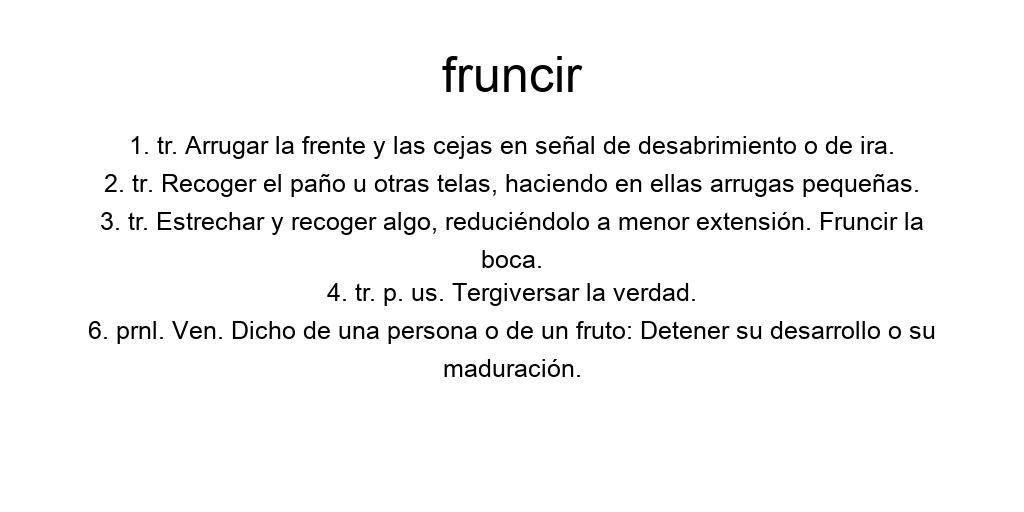 fruncir
1. tr. Arrugar la frente y las cejas en señal de desabrimiento o de ira.
2. tr. Recoger el paño u otras telas, haciendo en ellas arrugas pequeñas.
3. tr. Estrechar y recoger algo, reduciéndolo a menor extensión. Fruncir la
boca.
4. tr. p. us. Tergiversar la verdad.
6. prnl. Ven. Dicho de una persona o de un fruto: Detener su desarrollo o su
maduración.